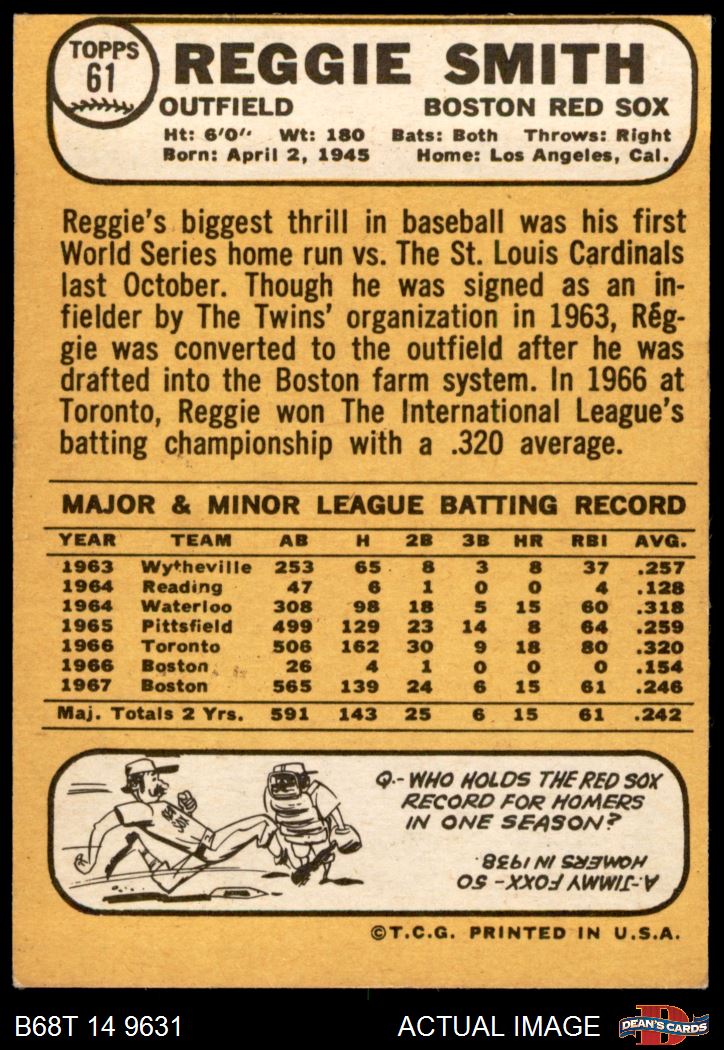 TOPPS
61
REGGIE SMITH
OUTFIELD BOSTON RED SOX
Ht: 6'0" Wt: 180 Bats: Both Throws: Right
Born: April 2, 1945 Home: Los Angeles, Cal.
Reggie's biggest thrill in baseball was his first
World Series home run vs. The St. Louis Cardinals
last October. Though he was signed as an in-
fielder by The Twins' organization in 1963, Rég-
gie was converted to the outfield after he was
drafted into the Boston farm system. In 1966 at
Toronto, Reggie won The International League's
batting championship with a .320 average.
MAJOR & MINOR LEAGUE BATTING RECORD
YEAR TEAM AB H 2B 3B HR RBI AVG.
1963 Wytheville 253 65 8 3 8 37 .257
1964 Reading 47 6 1 0 0 4 .128
1964 Waterloo 308 98 18 5 15 60 .318
1965 Pittsfield 499 129 23 14 8 64 .259
1966 Toronto 506 162 30 9 18 80 .320
1966 Boston 26 4 1 0 0 0 .154
1967 Boston 565 139 24 6 15 61 .246
Maj. Totals 2 Yrs. 591 143 25 6 15 61 .242
Q.-WHO HOLDS THE RED SOX
RECORD FOR HOMERS
IN ONE SEASON?
A.-JIMMY FOXX - 50
HOMERS IN 1938.
©T.C.G. PRINTED IN U.S.A.
B68T 14 9631 ACTUAL IMAGE D DEAN'S CARDS